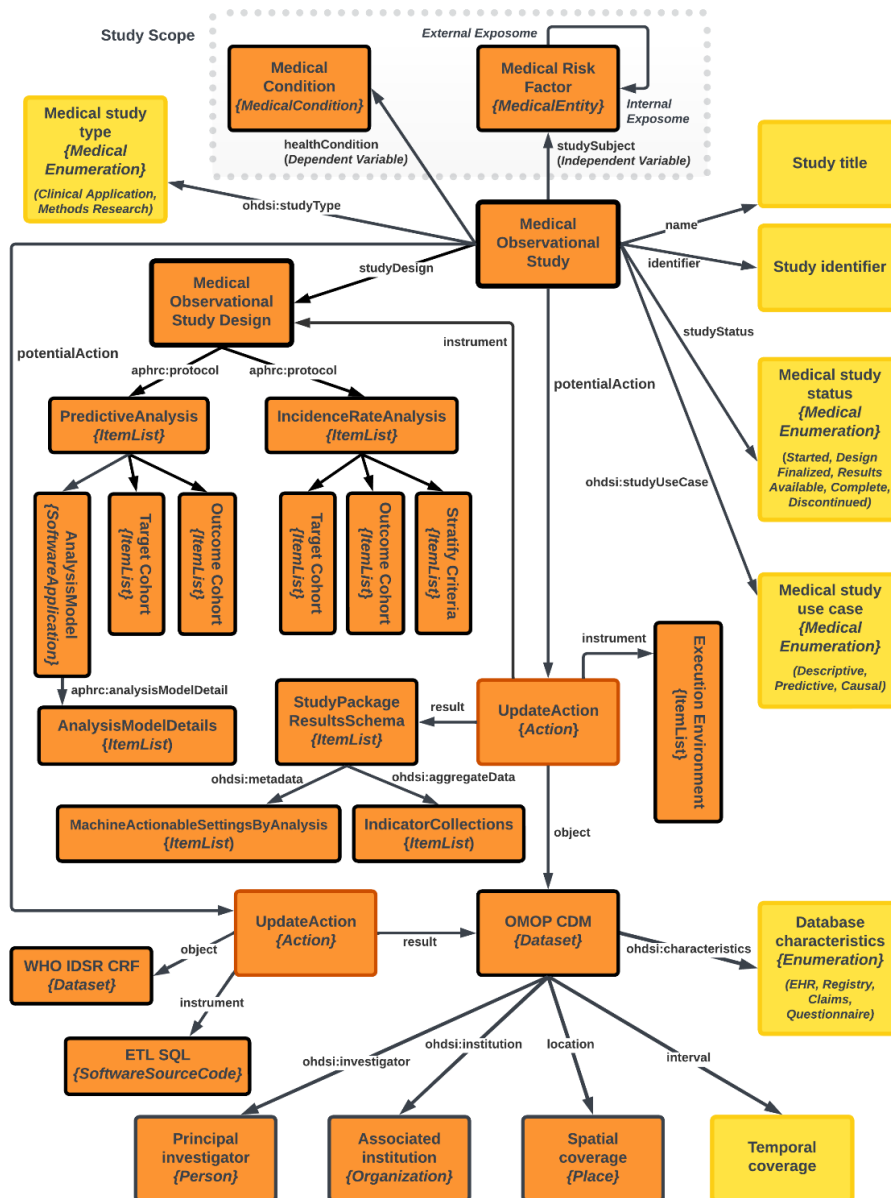 Study Scope
External Exosome
Medical
Condition
{MedicalCondition}
Medical Risk
Factor
{MedicalEntity}
Internal
Exposome
Medical study
type
{Medical
Enumeration}
(Clinical Application,
Methods Research)
healthCondition
(Dependent Variable)
studySubject
(Independent Variable)
Study title
ohdsi:studyType
Medical
Observational
Study
name
identifier
Study identifier
studyDesign
Medical
Observational
Study Design
potentialAction
instrument
studyStatus
potentialAction
Medical study
status
{Medical
Enumeration}
(Started, Design
Finalized, Results
Available, Complete,
Discontinued)
aphrc:protocol
aphrc:protocol
PredictiveAnalysis
{ItemList}
IncidenceRateAnalysis
{ItemList}
ohdsi:studyUseCase
AnalysisModel
{SoftwareApplication}
Target Cohort
{ItemList}
Outcome Cohort
{ItemList}
Target Cohort
{ItemList}
Outcome Cohort
{ItemList}
Stratify Criteria
{ItemList}
Medical study
use case
{Medical
Enumeration}
(Descriptive,
Predictive, Causal)
instrument
Execution Environment
{ItemList}
aphrc:analysisModelDetail
AnalysisModelDetails
{ItemList)
StudyPackage
ResultsSchema
{ItemList}
result
UpdateAction
{Action}
ohdsi:metadata
ohdsi:aggregateData
MachineActionableSettingsByAnalysis
{ItemList)
IndicatorCollections
{ItemList)
object
UpdateAction
{Action}
result
OMOP CDM
{Dataset}
ohdsi:characteristics
Database
characteristics
{Enumeration}
(EHR, Registry,
Claims,
Questionnaire)
object
WHO IDSR CRF
{Dataset}
instrument
ETL SQL
{SoftwareSourceCode}
ohdsi:investigator
ohdsi:institution
location
interval
Principal
investigator
{Person}
Associated
institution
{Organization}
Spatial
coverage
{Place}
Temporal
coverage